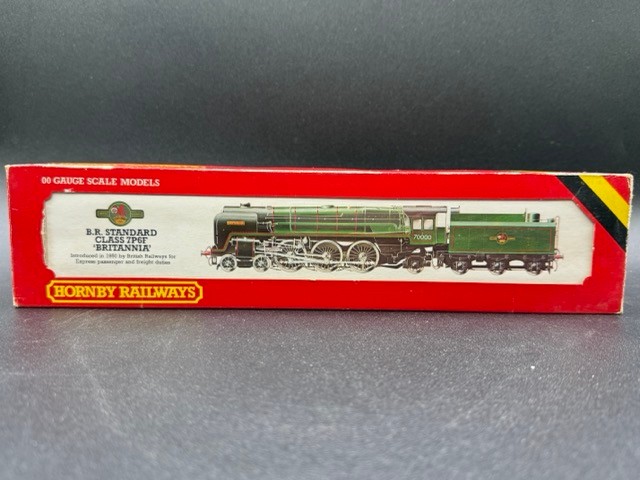 00 GAUGE SCALE MODELS
B.R. STANDARD
CLASS 7P6F
'BRITANNIA'
Introduced in 1951 by British Railways for
Express passenger and freight duties
70000
HORNBY RAILWAYS